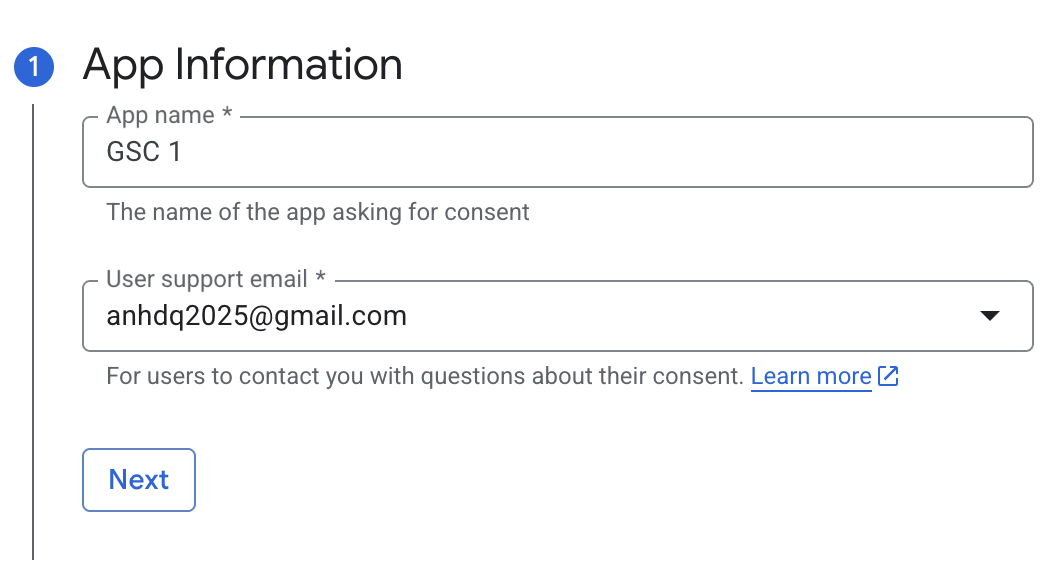 1
App Information
App name *
GSC 1
The name of the app asking for consent
User support email *
anhdq2025@gmail.com
For users to contact you with questions about their consent. Learn more
Next